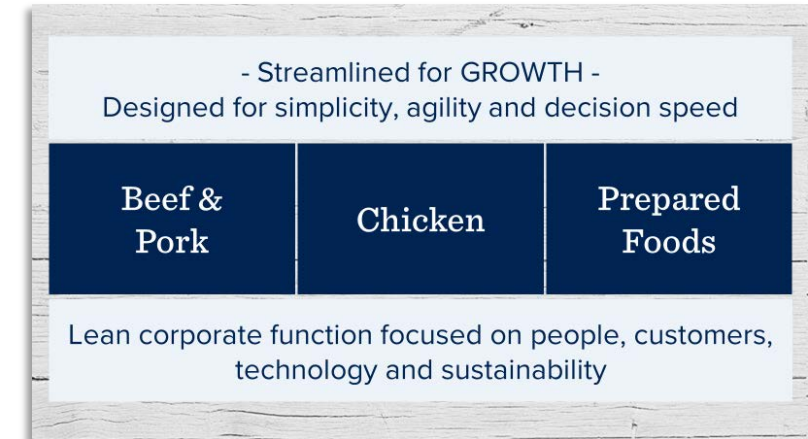 - Streamlined for GROWTH -
Designed for simplicity, agility and decision speed
Beef &
Pork
Chicken
Prepared
Foods
Lean corporate function focused on people, customers,
technology and sustainability